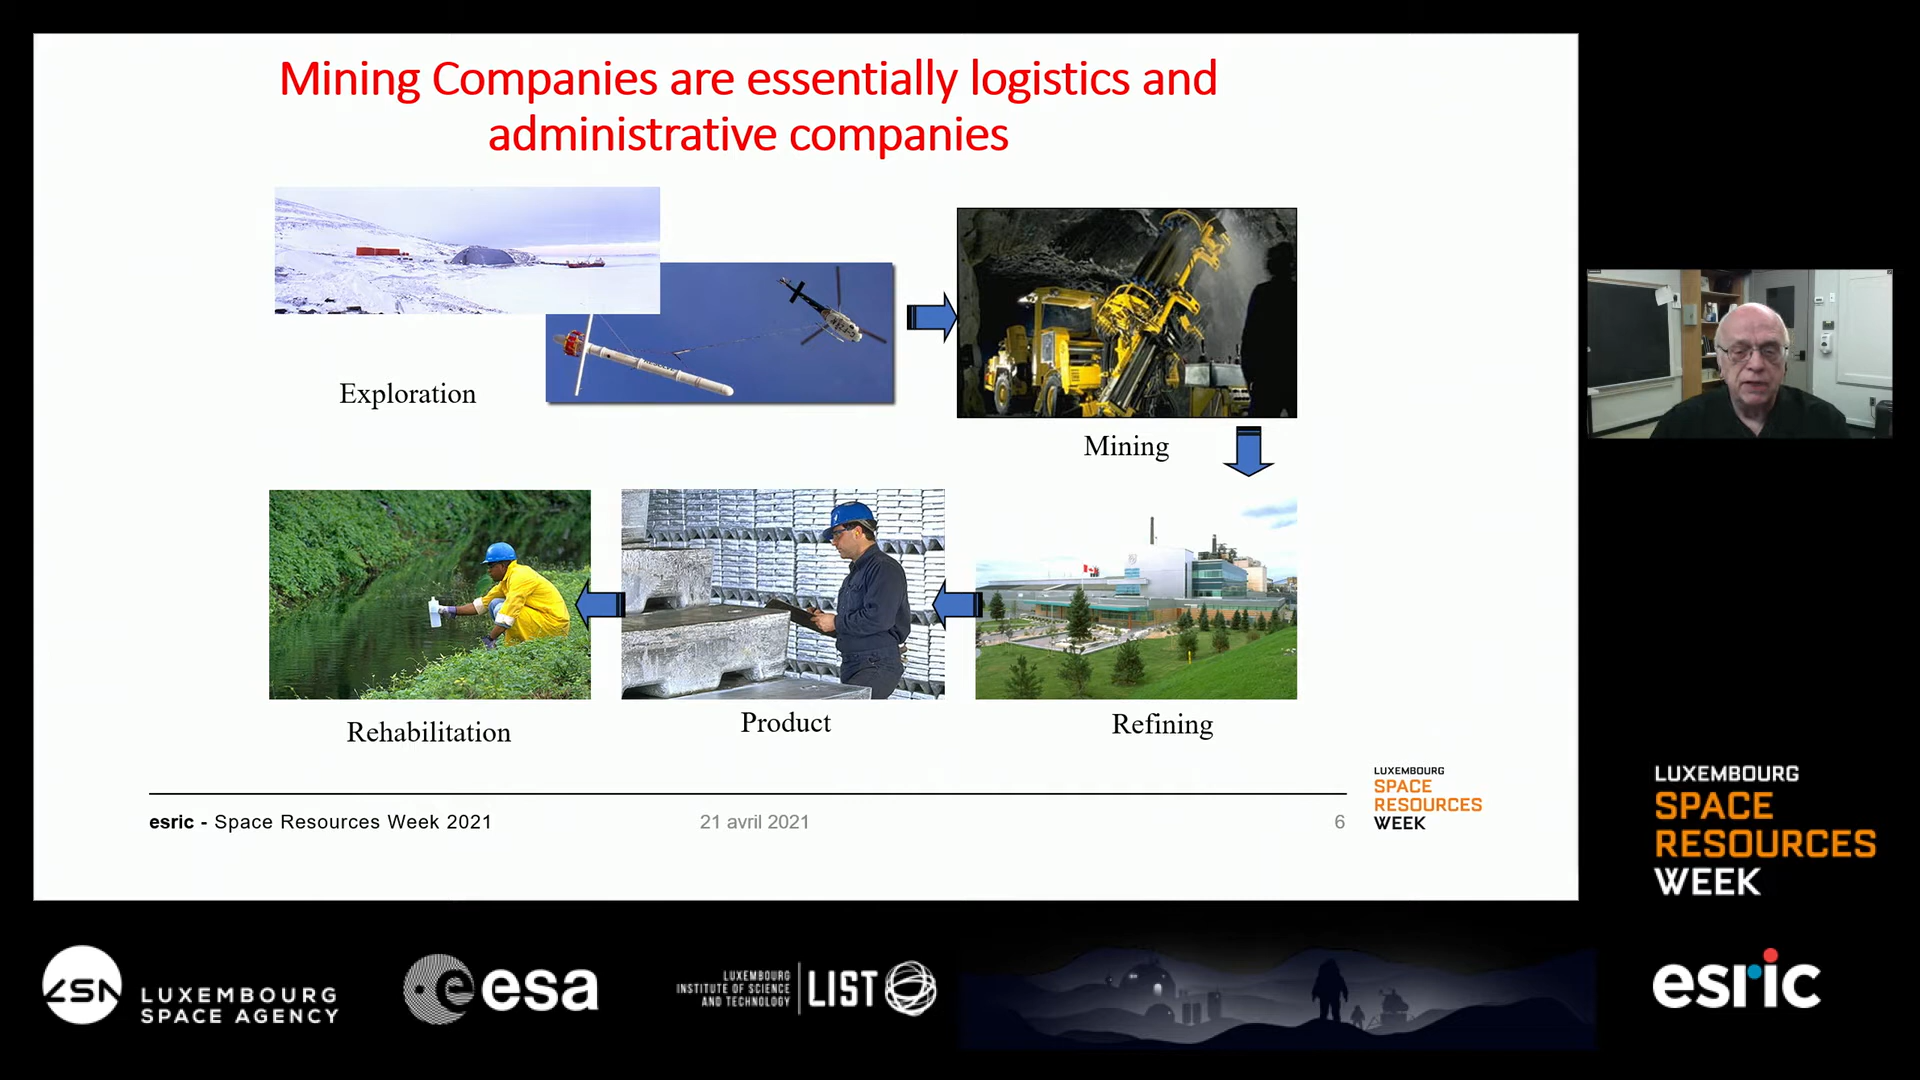 Mining Companies are essentially logistics and
administrative companies
Exploration
Mining
Rehabilitation
Product
Refining
esric - Space Resources Week 2021
21 avril 2021
6
LUXEMBOURG
SPACE
RESOURCES
WEEK
LUXEMBOURG
SPACE
RESOURCES
WEEK
LSA
LUXEMBOURG
SPACE AGENCY
esa
LUXEMBOURG
INSTITUTE OF SCIENCE
AND TECHNOLOGY
LIST
esric